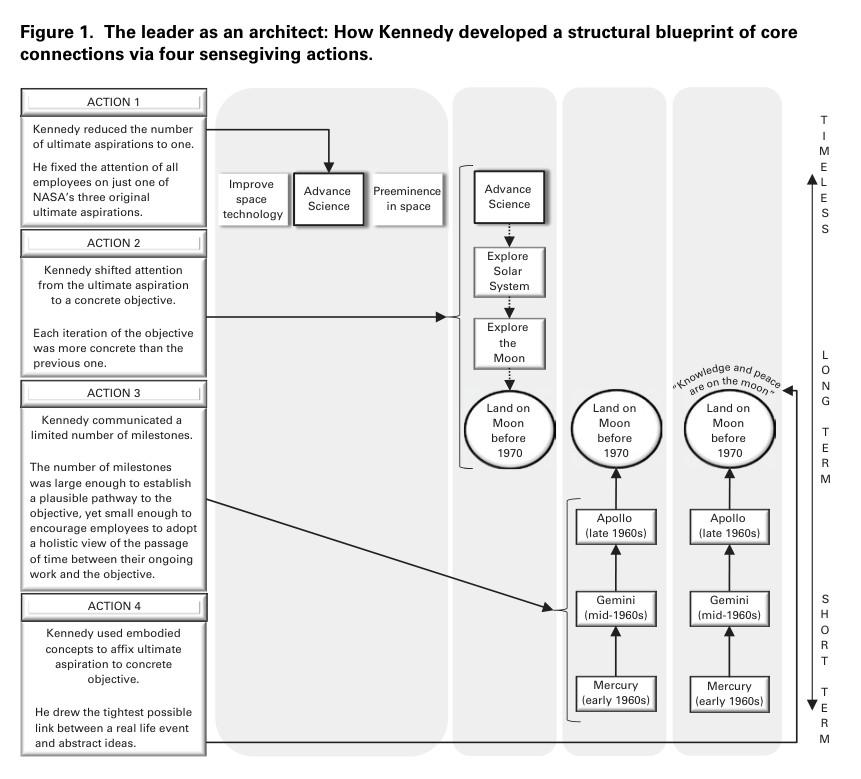 Figure 1. The leader as an architect: How Kennedy developed a structural blueprint of core
connections via four sensegiving actions.
ACTION 1
Kennedy reduced the number
of ultimate aspirations to one.
He fixed the attention of all
employees on just one of
NASA's three original
ultimate aspirations.
ACTION 2
Kennedy shifted attention
from the ultimate aspiration
to a concrete objective.
Each iteration of the objective
was more concrete than the
previous one.
ACTION 3
Kennedy communicated a
limited number of milestones.
The number of milestones
was large enough to establish
a plausible pathway to the
objective, yet small enough to
encourage employees to adopt
a holistic view of the passage
of time between their ongoing
work and the objective.
ACTION 4
Kennedy used embodied
concepts to affix ultimate
aspiration to concrete
objective.
He drew the tightest possible
link between a real life event
and abstract ideas.
Improve
space
technology
Advance
Science
Preeminence
in space
Advance
Science
Explore
Solar
System
Explore
the
Moon
Land on
Moon
before
1970
Land on
Moon
before
1970
Apollo
(late 1960s)
Gemini
(mid-1960s)
Mercury
(early 1960s)
"Knowledge and peace
are on the moon"
Land on
Moon
before
1970
Apollo
(late 1960s)
Gemini
(mid-1960s)
Mercury
(early 1960s)
TIMELESS
LONG TERM
SHORT TERM